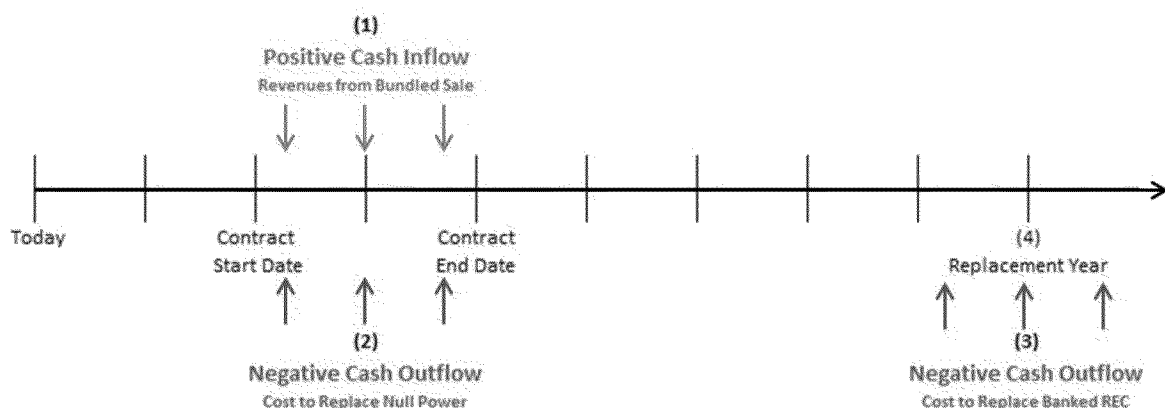 (1)
Positive Cash Inflow
Revenues from Bundled Sale
Today
Contract
Start Date
Contract
End Date
(4)
Replacement Year
(2)
Negative Cash Outflow
Cost to Replace Null Power
(3)
Negative Cash Outflow
Cost to Replace Banked REC